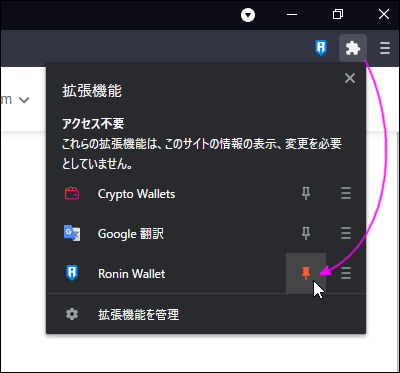 m
拡張機能
アクセス不要
これらの拡張機能は、このサイトの情報の表示、変更を必要
としていません。
Crypto Wallets
Google 翻訳
Ronin Wallet
拡張機能を管理